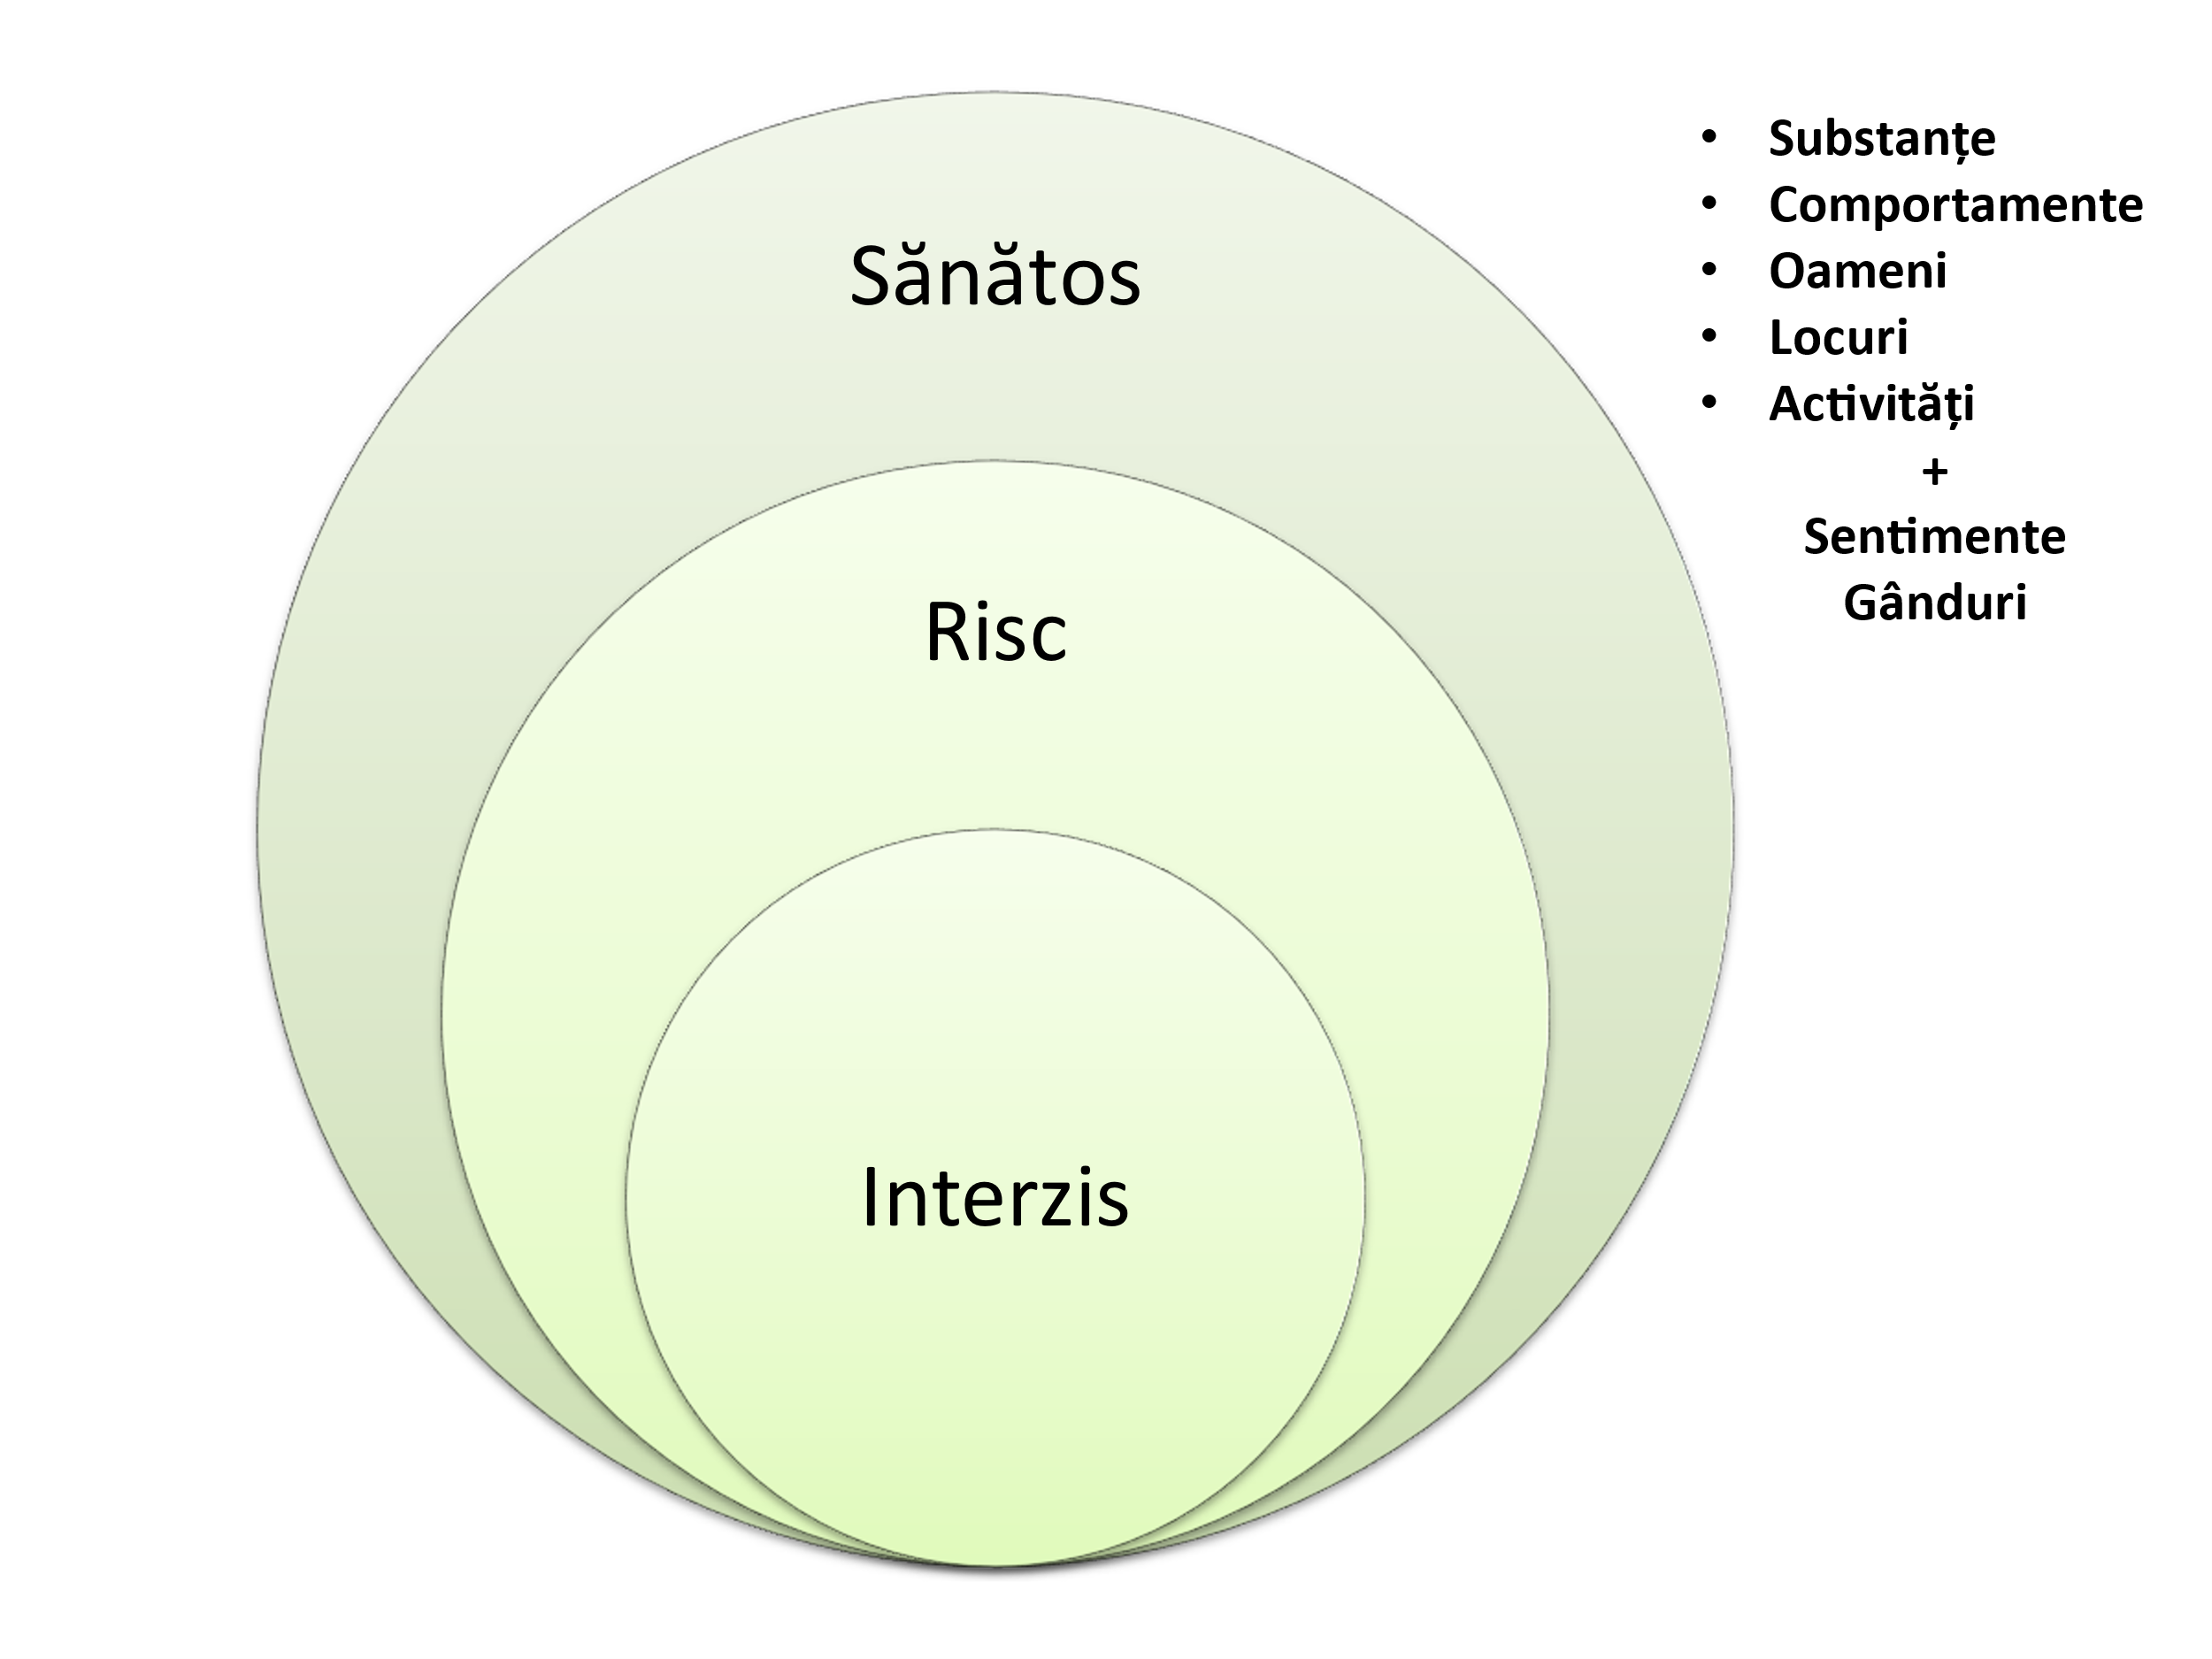 Sănătos
Risc
Interzis
• Substanțe
• Comportamente
• Oameni
• Locuri
• Activități
+
Sentimente
Gânduri